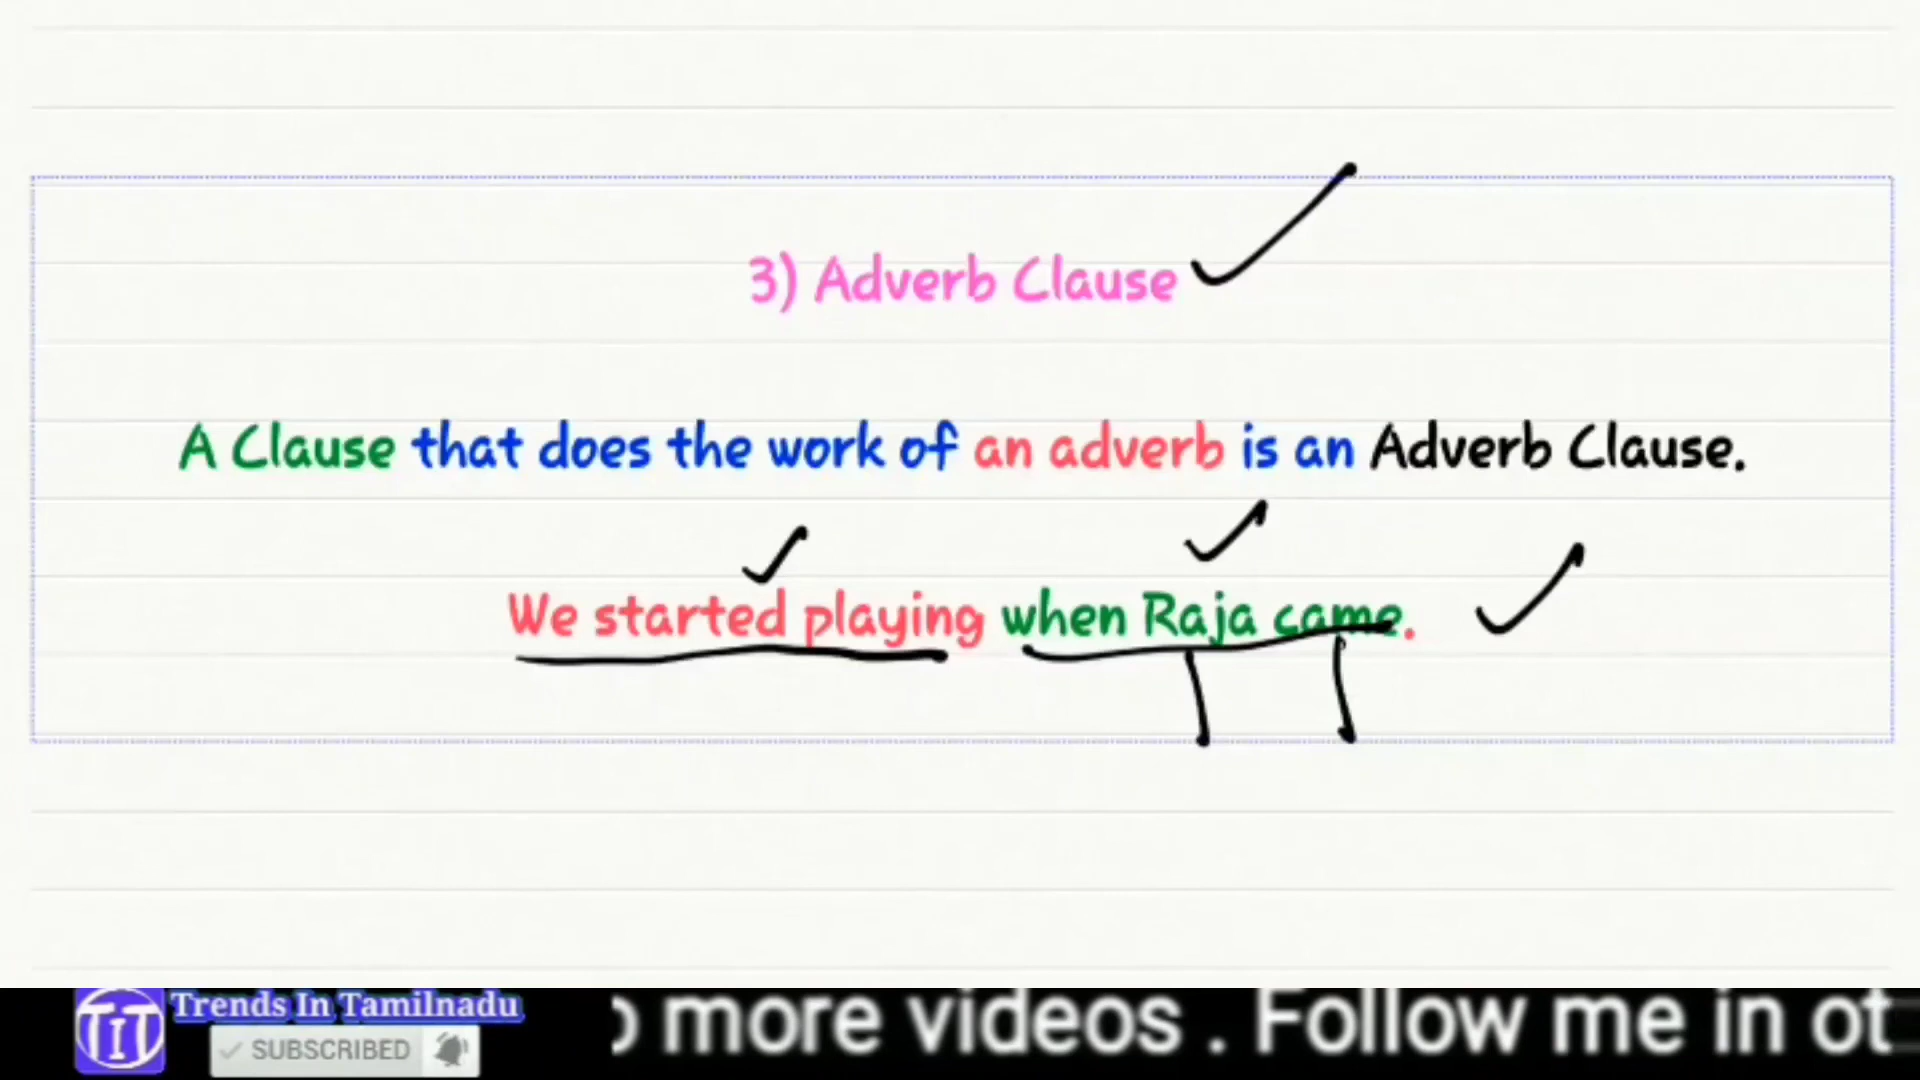 3) Adverb Clause
A Clause that does the work of an adverb is an Adverb Clause.
We started playing when Raja came.
TIT
Trends In Tamilnadu
SUBSCRIBED
more videos . Follow me in ot